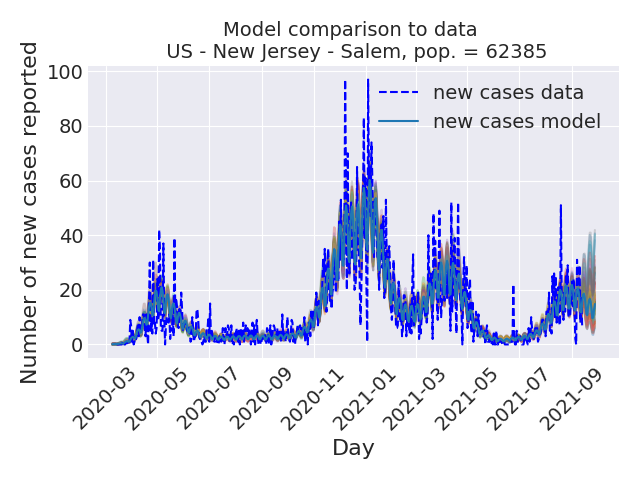 Model comparison to data
US - New Jersey - Salem, pop. = 62385
Number of new cases reported
100
80
60
40
20
0
new cases data
new cases model
2020-03
2020-05
2020-07
2020-09
2020-11
2021-01
2021-03
2021-05
2021-07
2021-09
Day